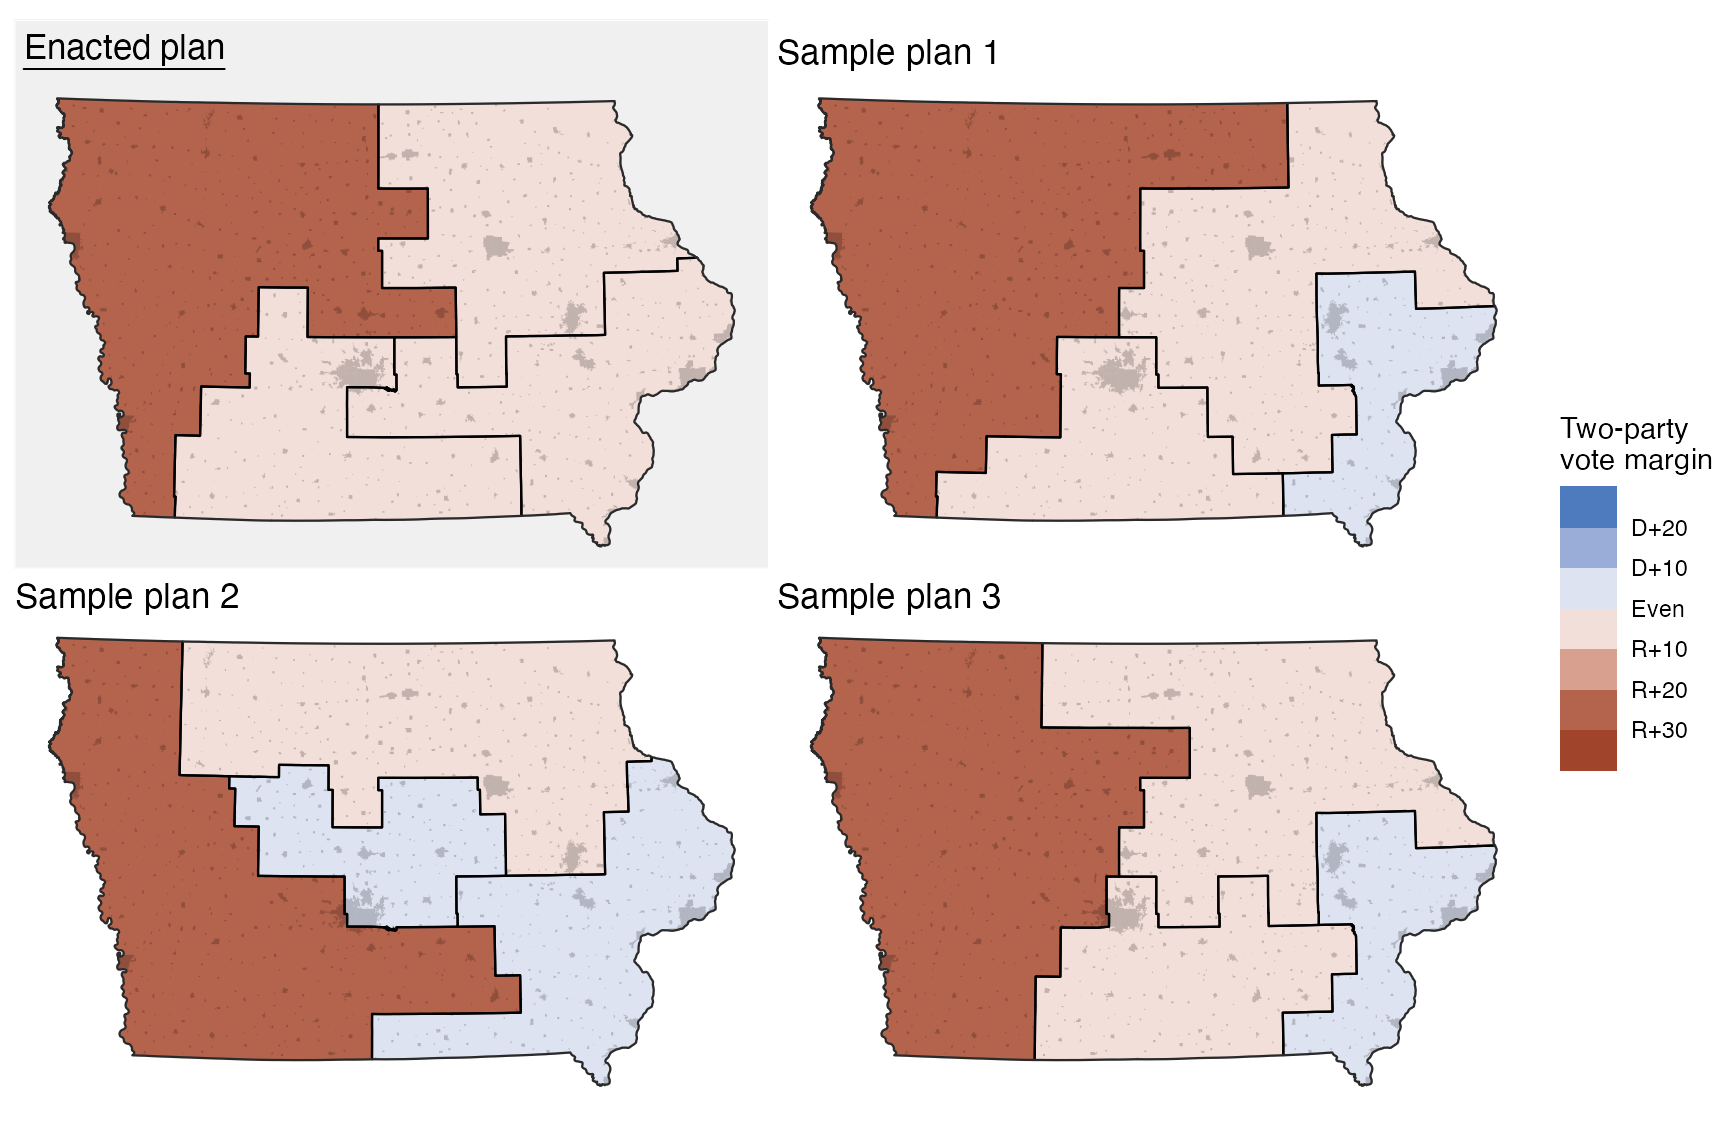 Enacted plan
Sample plan 1
Sample plan 2
Sample plan 3
Two-party
vote margin
D+20
D+10
Even
R+10
R+20
R+30